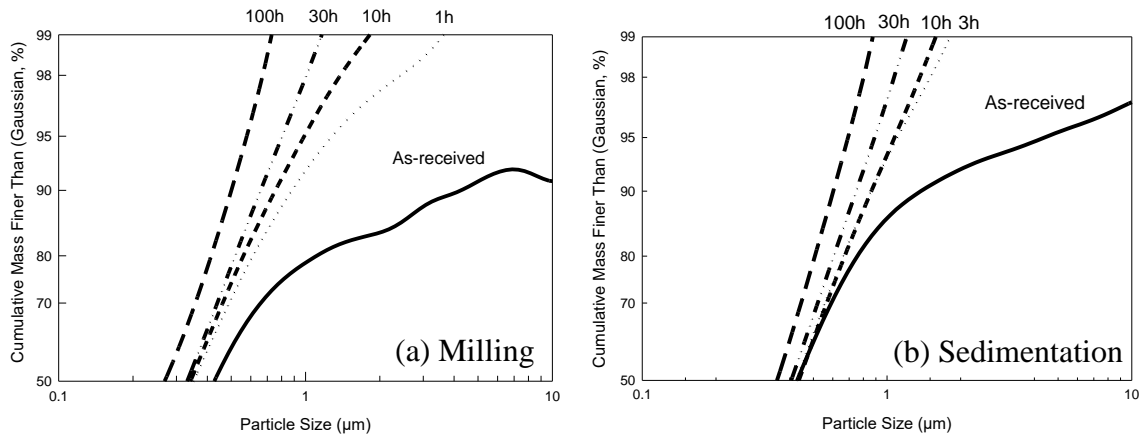 100h 30h 10h 1h
99
98
95
90
80
70
50
Cumulative Mass Finer Than (Gaussian, %)
As-received
(a) Milling
0.1 1 10
Particle Size (µm)
100h 30h 10h 3h
99
98
95
90
80
70
60
50
Cumulative Mass Finer Than (Gaussian, %)
As-received
(b) Sedimentation
0.1 1 10
Particle Size (µm)